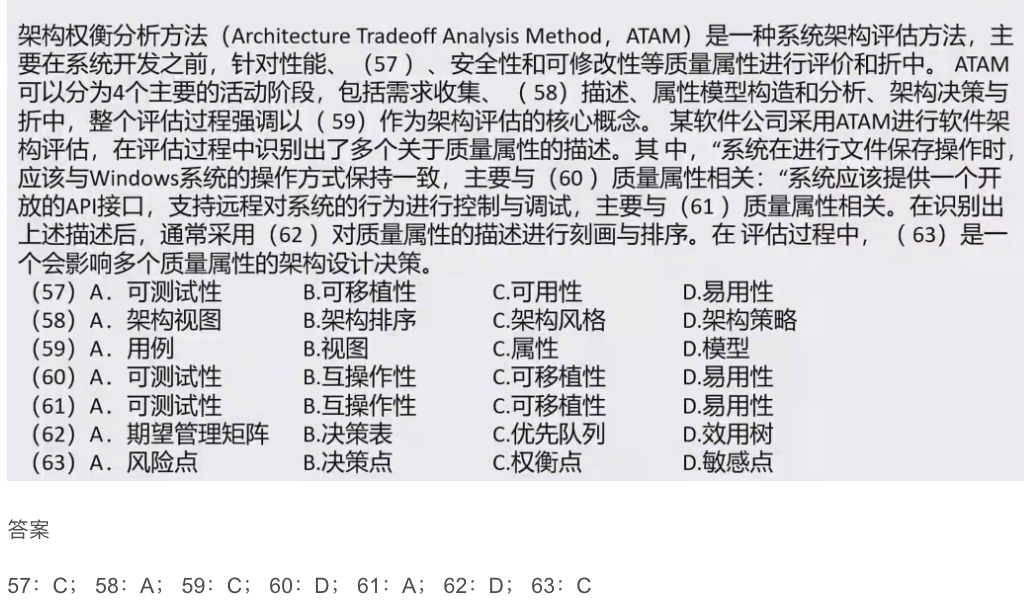 架构权衡分析方法（Architecture Tradeoff Analysis Method，ATAM）是一种系统架构评估方法，主
要在系统开发之前，针对性能、（57 ）、安全性和可修改性等质量属性进行评价和折中。 ATAM
可以分为4个主要的活动阶段，包括需求收集、（ 58）描述、属性模型构造和分析、架构决策与
折中，整个评估过程强调以（ 59）作为架构评估的核心概念。 某软件公司采用ATAM进行软件架
构评估，在评估过程中识别出了多个关于质量属性的描述。其 中，“系统在进行文件保存操作时，
应该与Windows系统的操作方式保持一致，主要与（60 ）质量属性相关：“系统应该提供一个开
放的API接口，支持远程对系统的行为进行控制与调试，主要与（61 ）质量属性相关。在识别出
上述描述后，通常采用（62 ）对质量属性的描述进行刻画与排序。在 评估过程中，（ 63）是一
个会影响多个质量属性的架构设计决策。
（57）A．可测试性 B.可移植性 C.可用性 D.易用性
（58）A．架构视图 B.架构排序 C.架构风格 D.架构策略
（59）A．用例 B.视图 C.属性 D.模型
（60）A．可测试性 B.互操作性 C.可移植性 D.易用性
（61）A．可测试性 B.互操作性 C.可移植性 D.易用性
（62）A．期望管理矩阵 B.决策表 C.优先队列 D.效用树
（63）A．风险点 B.决策点 C.权衡点 D.敏感点
答案
57：C； 58：A； 59：C； 60：D； 61：A； 62：D； 63：C